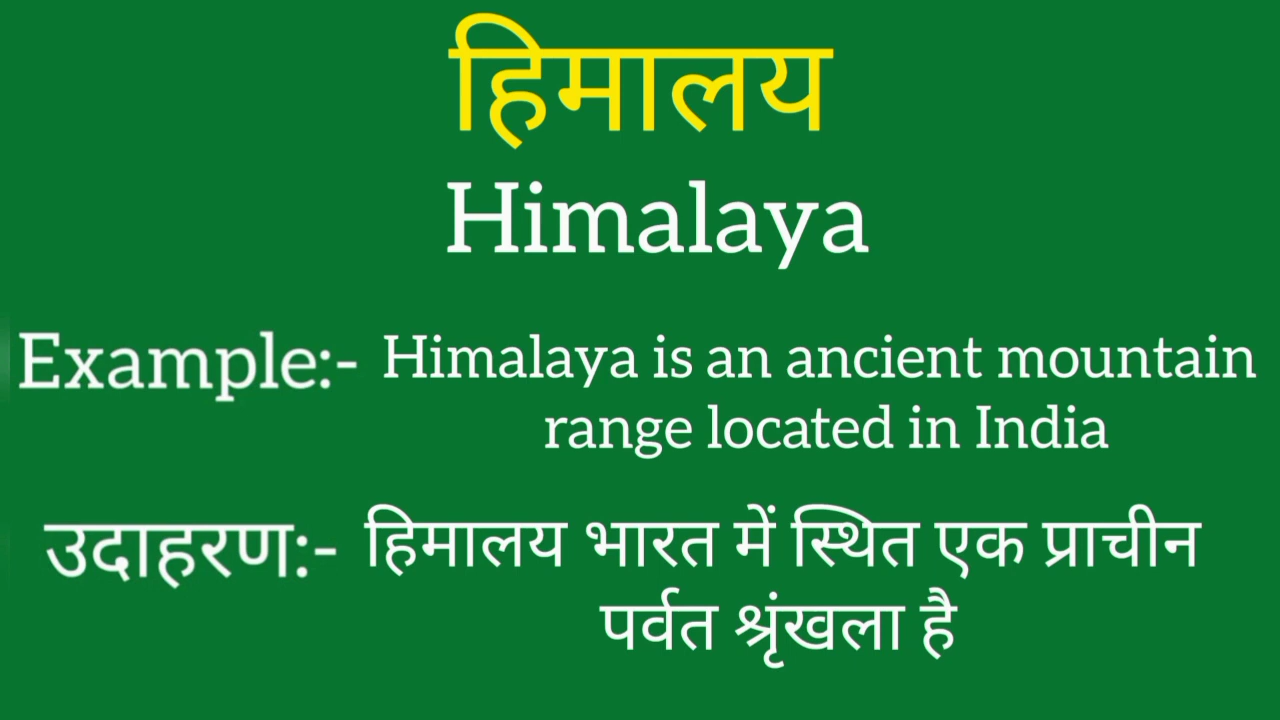 हिमालय
Himalaya
Example:- Himalaya is an ancient mountain
range located in India
उदाहरण:- हिमालय भारत में स्थित एक प्राचीन
पर्वत श्रृंखला है